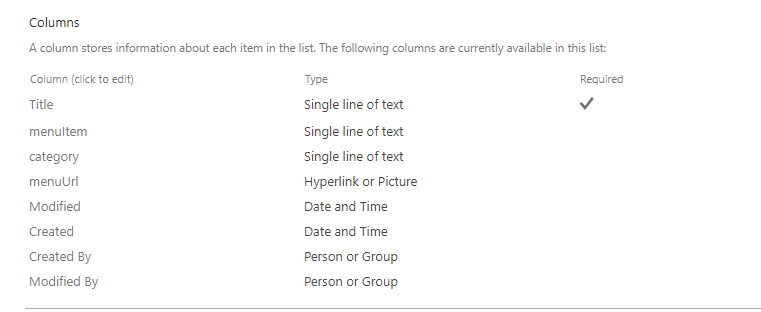 Columns
A column stores information about each item in the list. The following columns are currently available in this list:
Column (click to edit) Type Required
Title Single line of text
menuItem Single line of text
category Single line of text
menuUrl Hyperlink or Picture
Modified Date and Time
Created Date and Time
Created By Person or Group
Modified By Person or Group